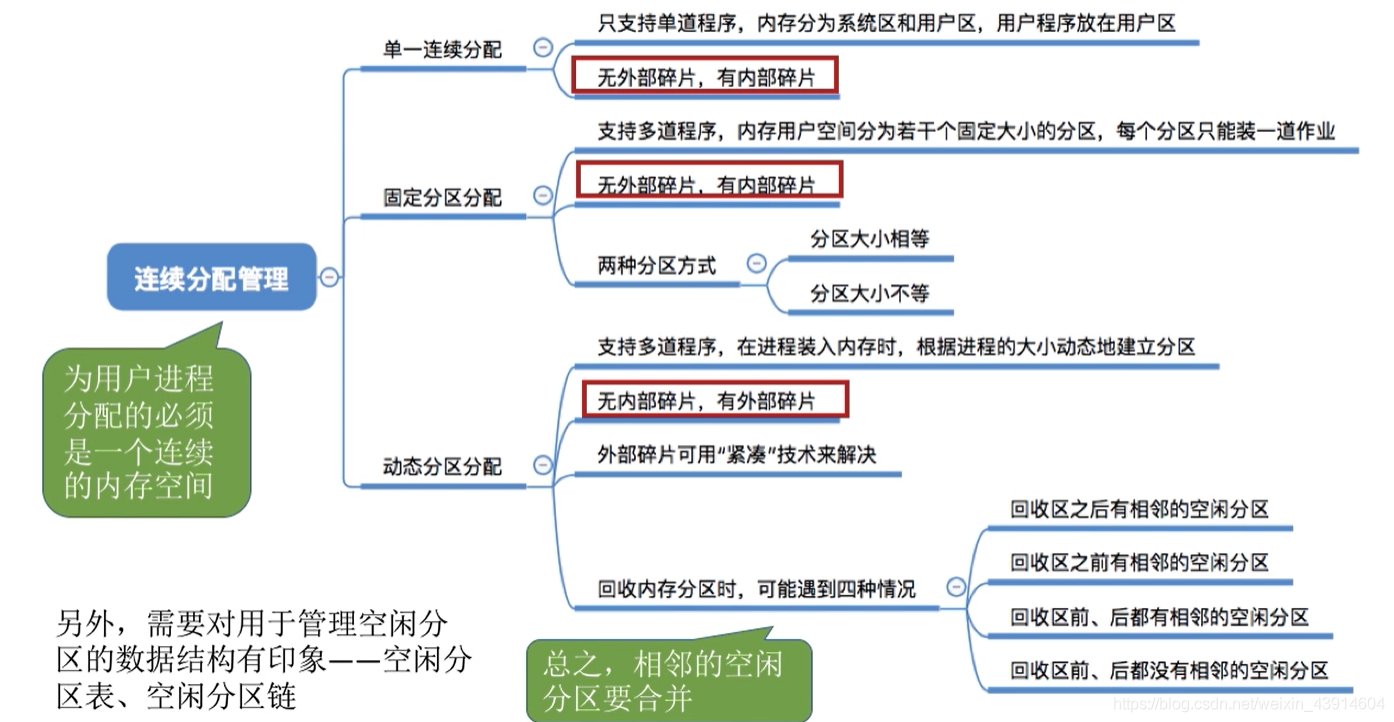 单一连续分配
只支持单道程序，内存分为系统区和用户区，用户程序放在用户区
无外部碎片，有内部碎片
固定分区分配
支持多道程序，内存用户空间分为若干个固定大小的分区，每个分区只能装一道作业
无外部碎片，有内部碎片
两种分区方式
分区大小相等
分区大小不等
连续分配管理
为用户进程
分配的必须
是一个连续
的内存空间
动态分区分配
支持多道程序，在进程装入内存时，根据进程的大小动态地建立分区
无内部碎片，有外部碎片
外部碎片可用“紧凑”技术来解决
回收内存分区时，可能遇到四种情况
回收区之后有相邻的空闲分区
回收区之前有相邻的空闲分区
回收区前、后都有相邻的空闲分区
回收区前、后都没有相邻的空闲分区
总之，相邻的空闲
分区要合并
另外，需要对用于管理空闲分
区的数据结构有印象——空闲分
区表、空闲分区链
https://blog.csdn.net/weixin_43914604